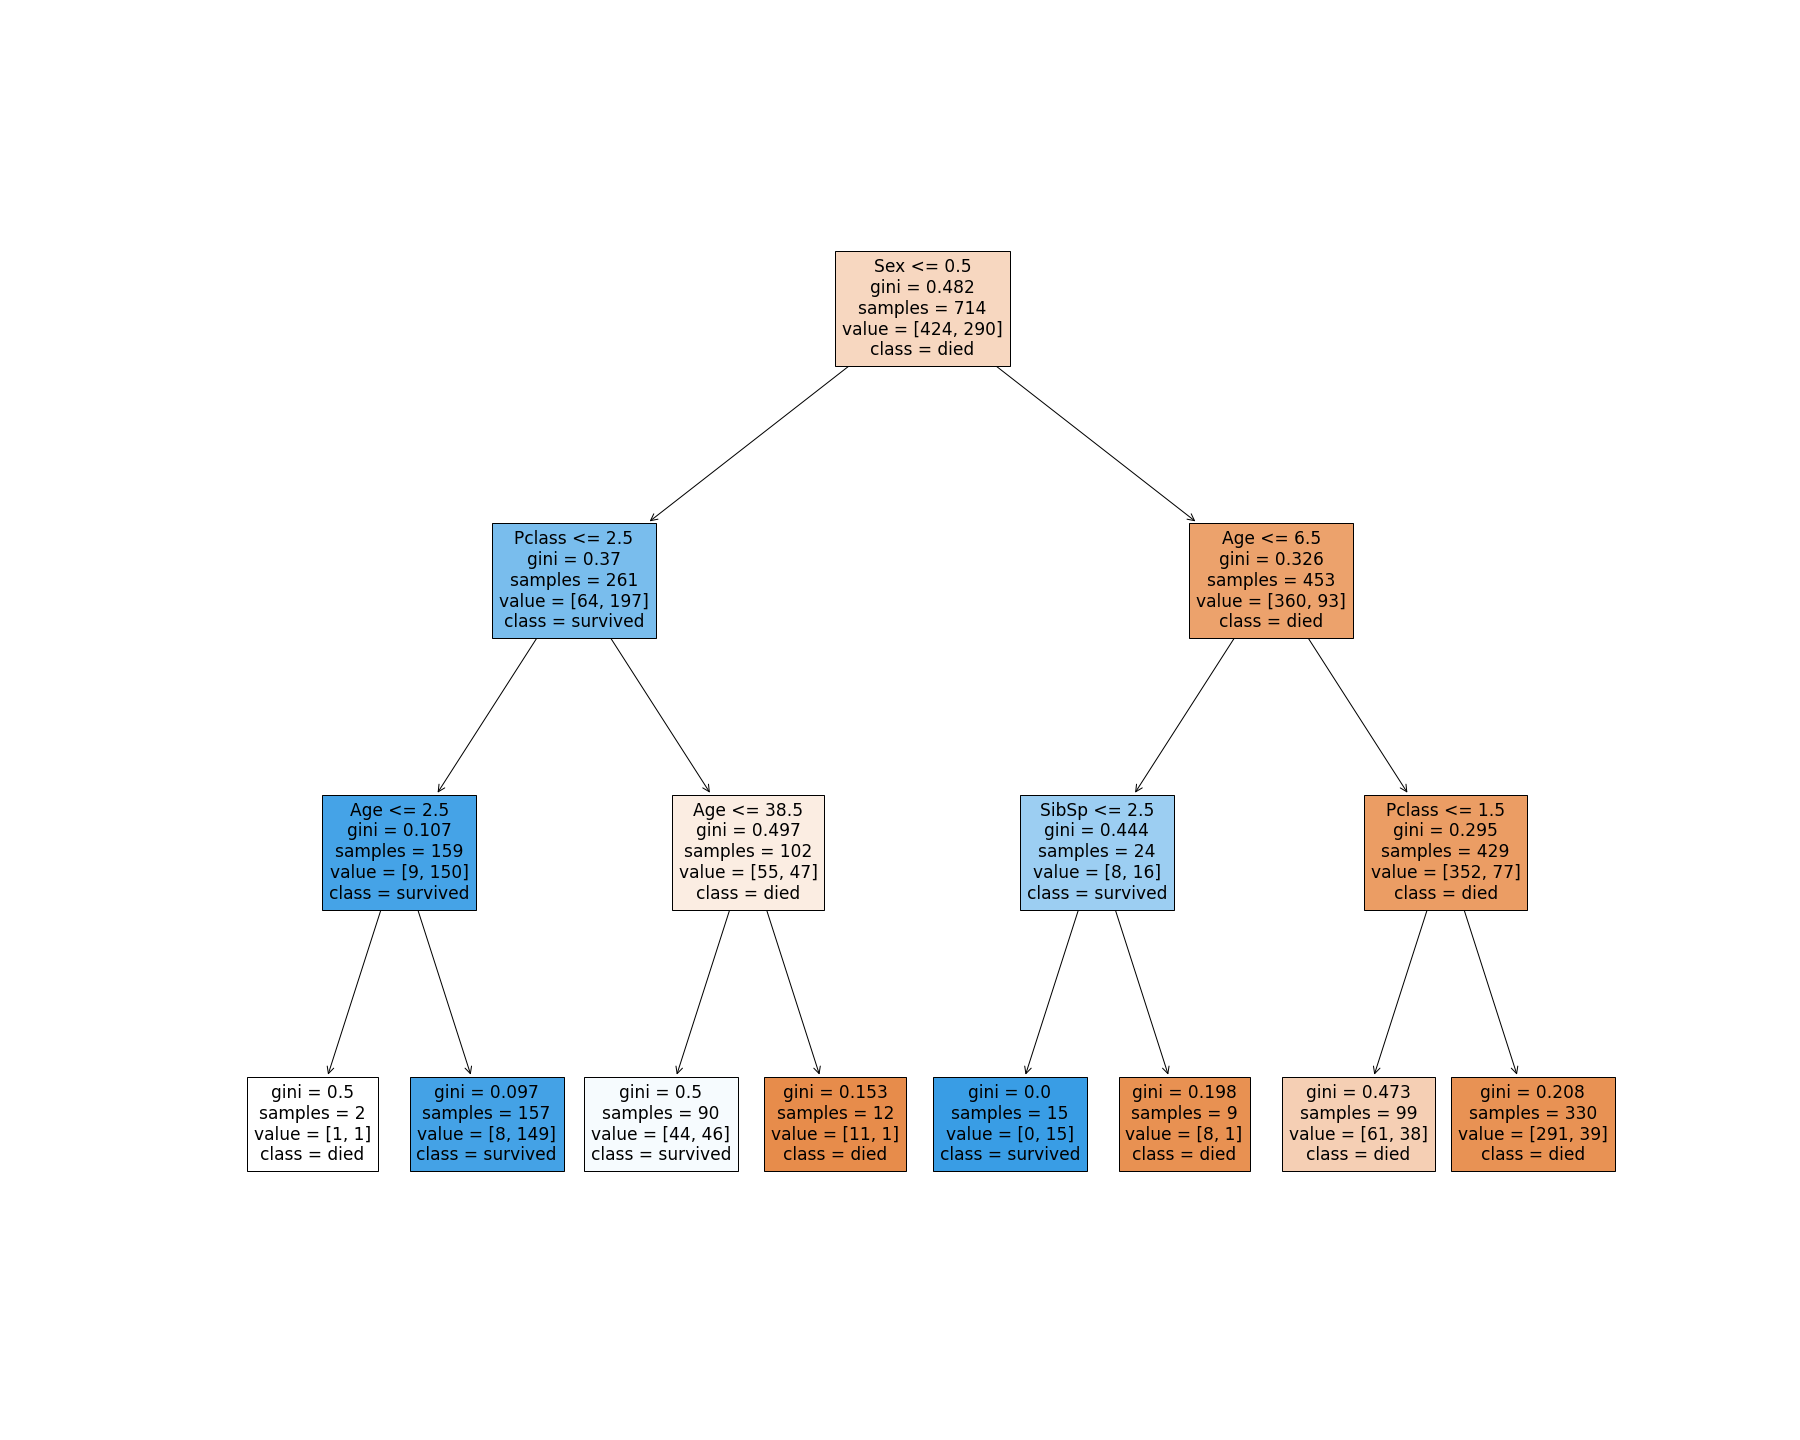 Sex <= 0.5
gini = 0.482
samples = 714
value = [424, 290]
class = died
Pclass <= 2.5
gini = 0.37
samples = 261
value = [64, 197]
class = survived
Age <= 6.5
gini = 0.326
samples = 453
value = [360, 93]
class = died
Age <= 2.5
gini = 0.107
samples = 159
value = [9, 150]
class = survived
Age <= 38.5
gini = 0.497
samples = 102
value = [55, 47]
class = died
SibSp <= 2.5
gini = 0.444
samples = 24
value = [8, 16]
class = survived
Pclass <= 1.5
gini = 0.295
samples = 429
value = [352, 77]
class = died
gini = 0.5
samples = 2
value = [1, 1]
class = died
gini = 0.097
samples = 157
value = [8, 149]
class = survived
gini = 0.5
samples = 90
value = [44, 46]
class = survived
gini = 0.153
samples = 12
value = [11, 1]
class = died
gini = 0.0
samples = 15
value = [0, 15]
class = survived
gini = 0.198
samples = 9
value = [8, 1]
class = died
gini = 0.473
samples = 99
value = [61, 38]
class = died
gini = 0.208
samples = 330
value = [291, 39]
class = died